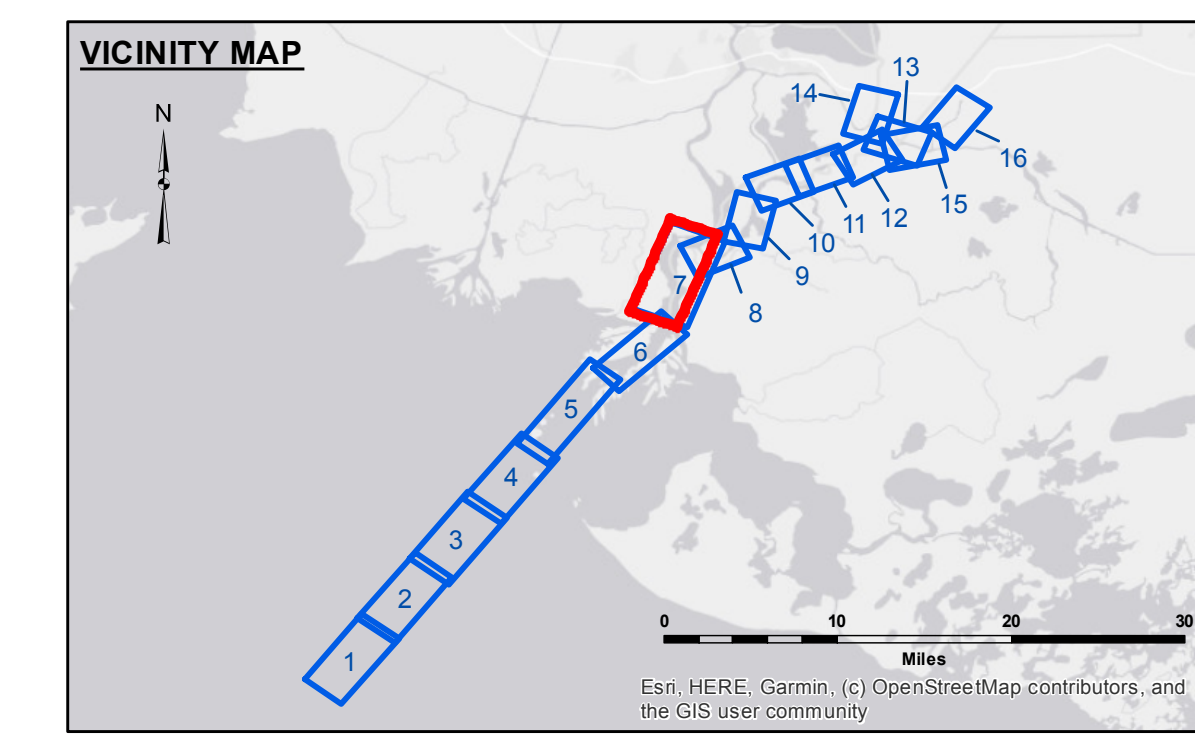 VICINITY MAP
N
13
14
16
15
12
11
10
9
8
7
6
5
4
3
2
1
0 10 20 30
Miles
Esri, HERE, Garmin, (c) OpenStreetMap contributors, and
the GIS user community